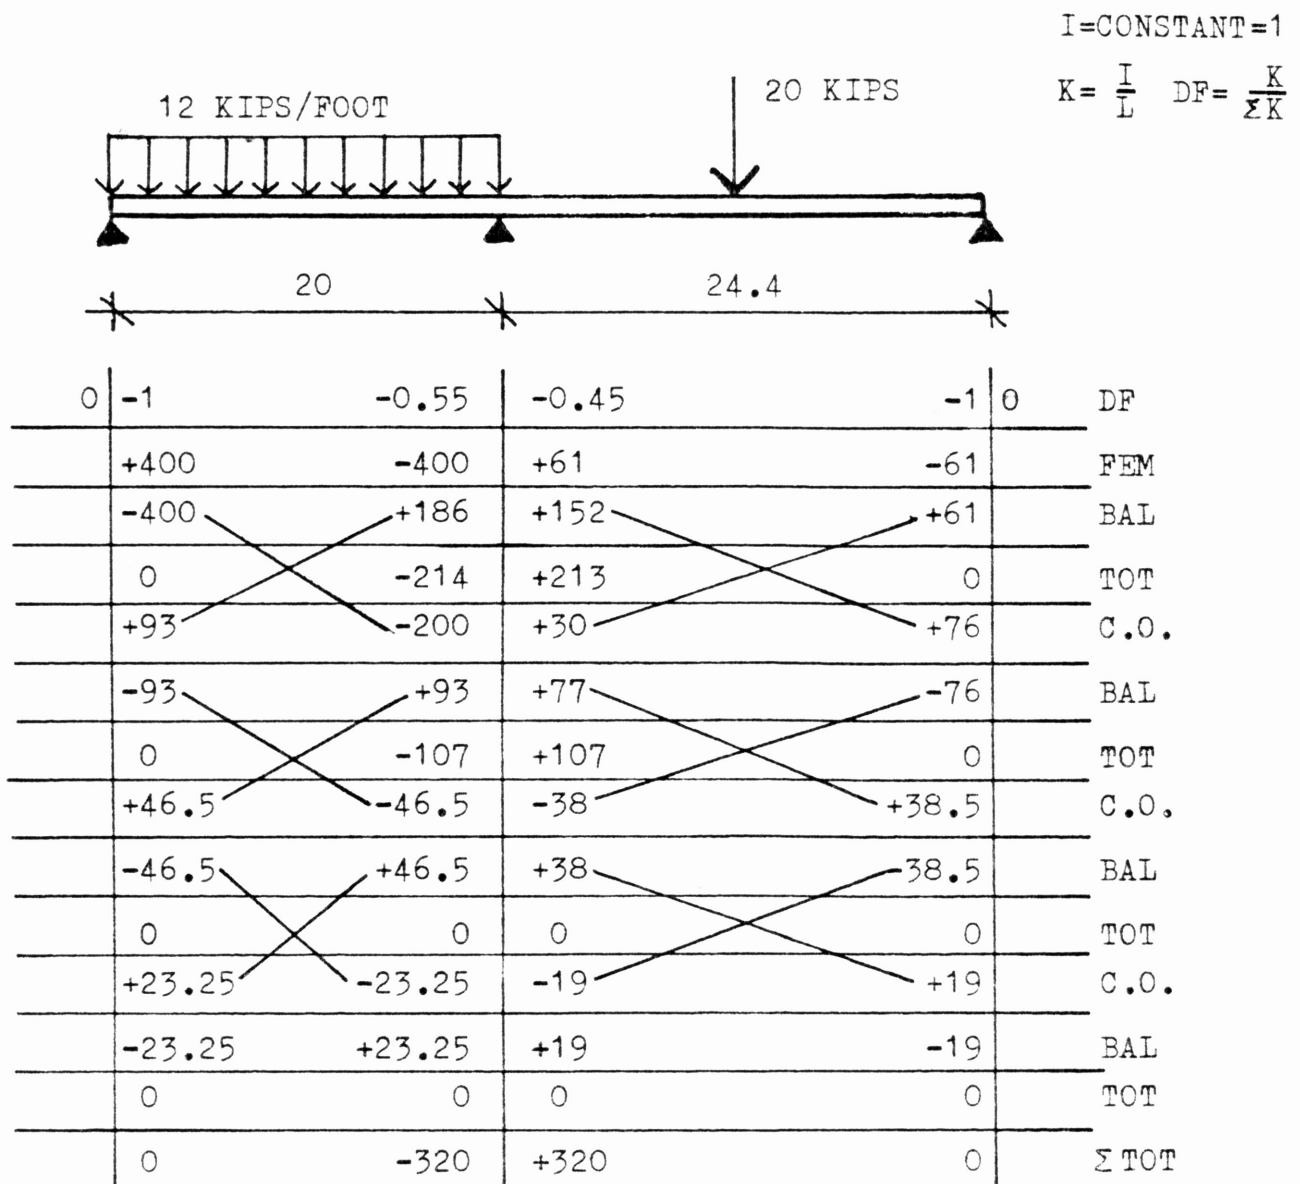 I=CONSTANT=1
K= I/L DF= K/ΣK
12 KIPS/FOOT
20 KIPS
20 24.4
0 -1 -0.55 -0.45 -1 0 DF
+400 -400 +61 -61 FEM
-400 +186 +152 +61 BAL
0 -214 +213 0 TOT
+93 -200 +30 +76 C.O.
-93 +93 +77 -76 BAL
0 -107 +107 0 TOT
+46.5 -46.5 -38 +38.5 C.O.
-46.5 +46.5 +38 -38.5 BAL
0 0 0 0 TOT
+23.25 -23.25 -19 +19 C.O.
-23.25 +23.25 +19 -19 BAL
0 0 0 0 TOT
0 -320 +320 0 ΣTOT